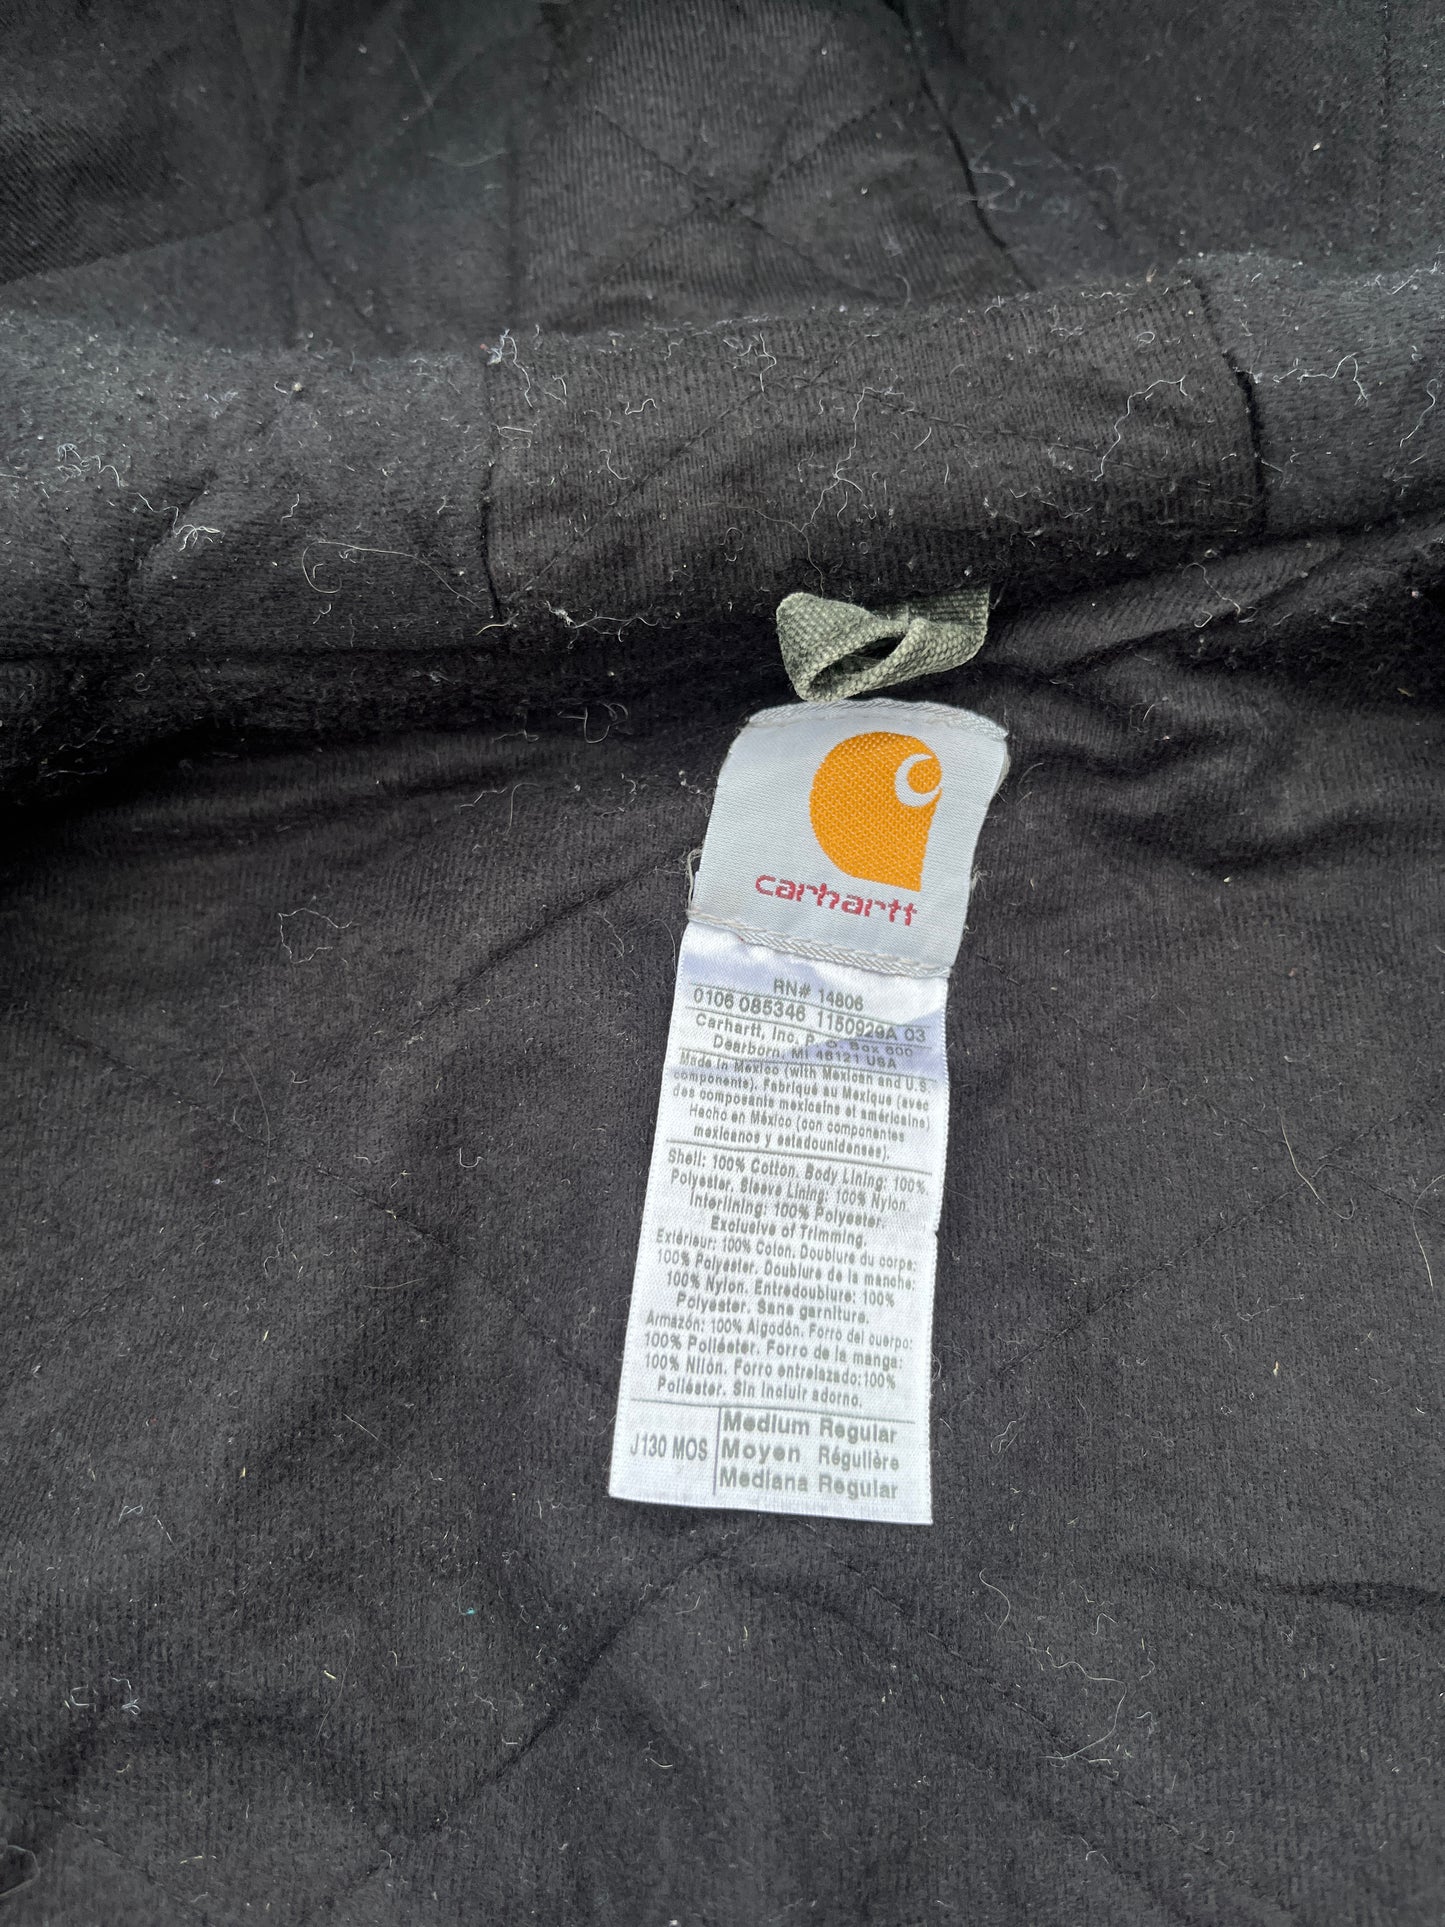 carhartt
RN# 14806
0106 085346 1150929A 03
Carhartt, Inc. P. O. Box 600
Dearborn, MI 48121 USA
Made in Mexico (with Mexican and U.S.
components). Fabriqué au Mexique (avec
des composants mexicains et américains)
Hecho en México (con componentes
mexicanos y estadounidenses).
Shell: 100% Cotton. Body Lining: 100%
Polyester, Sleeve Lining: 100% Nylon.
Interlining: 100% Polyester.
Exclusive of Trimming.
Extérieur: 100% Coton. Doublure du corps:
100% Polyester. Doublure de la manche:
100% Nylon. Entredoublure: 100%
Polyester. Sans garniture.
Armazón: 100% Algodón. Forro del cuerpo:
100% Poliéster. Forro de la manga:
100% Nilón. Forro entrelazado:100%
Poliéster. Sin incluir adorno.
J130 MOS
Medium Regular
Moyen Régulière
Mediana Regular